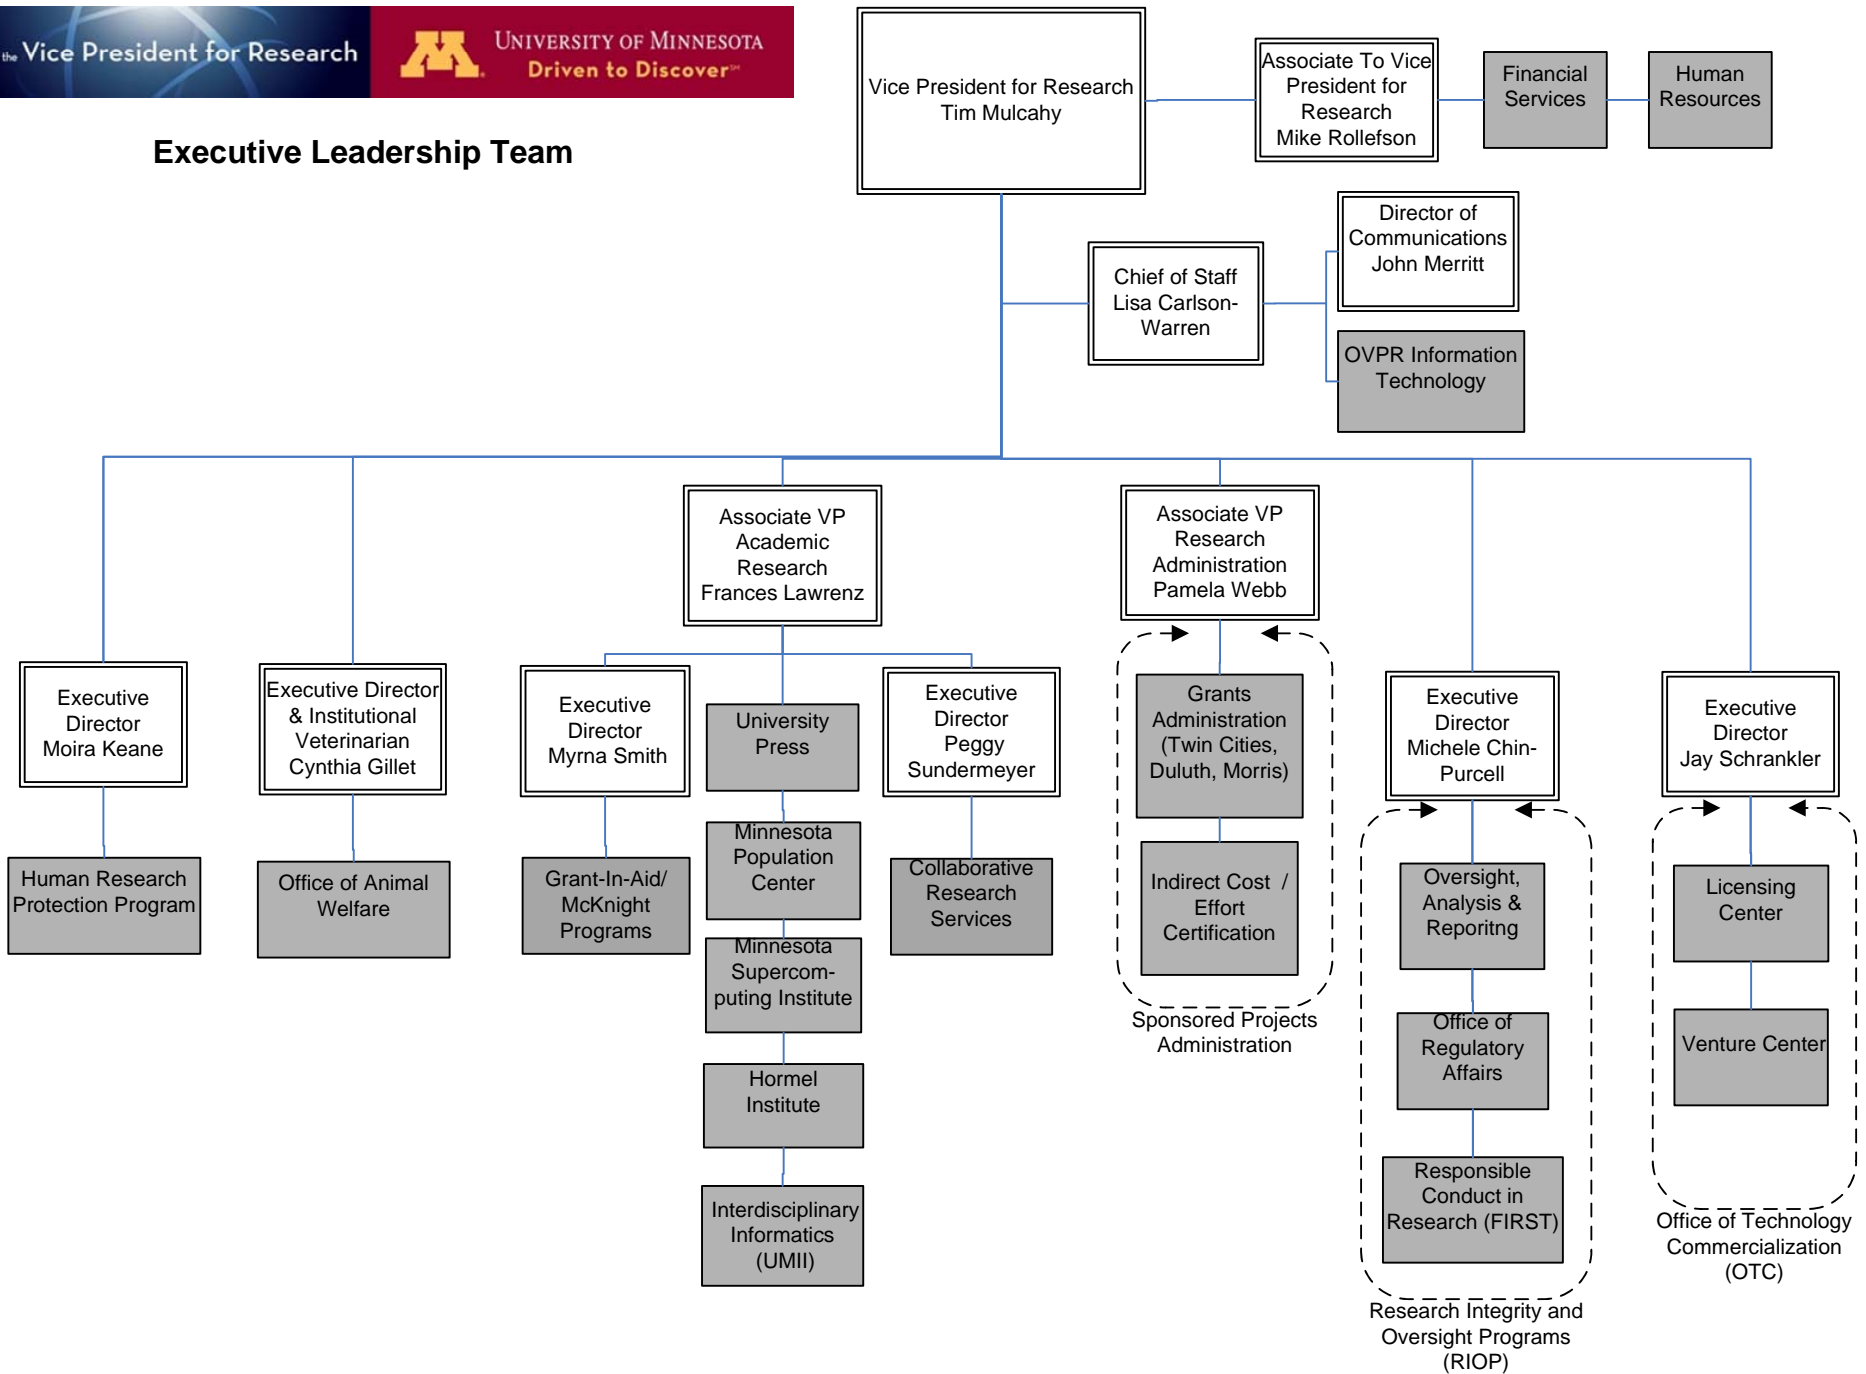 the Vice President for Research
UNIVERSITY OF MINNESOTA
Driven to Discover℠
Executive Leadership Team
Vice President for Research
Tim Mulcahy
Associate To Vice
President for
Research
Mike Rollefson
Financial
Services
Human
Resources
Director of
Communications
John Merritt
Chief of Staff
Lisa Carlson-
Warren
OVPR Information
Technology
Associate VP
Academic
Research
Frances Lawrenz
Associate VP
Research
Administration
Pamela Webb
Executive
Director
Moira Keane
Executive Director
& Institutional
Veterinarian
Cynthia Gillet
Executive
Director
Myrna Smith
University
Press
Executive
Director
Peggy
Sundermeyer
Grants
Administration
(Twin Cities,
Duluth, Morris)
Executive
Director
Michele Chin-
Purcell
Executive
Director
Jay Schrankler
Human Research
Protection Program
Office of Animal
Welfare
Grant-In-Aid/
McKnight
Programs
Minnesota
Population
Center
Collaborative
Research
Services
Indirect Cost /
Effort
Certification
Oversight,
Analysis &
Reporitng
Licensing
Center
Minnesota
Supercom-
puting Institute
Sponsored Projects
Administration
Office of
Regulatory
Affairs
Venture Center
Hormel
Institute
Responsible
Conduct in
Research (FIRST)
Interdisciplinary
Informatics
(UMII)
Office of Technology
Commercialization
(OTC)
Research Integrity and
Oversight Programs
(RIOP)